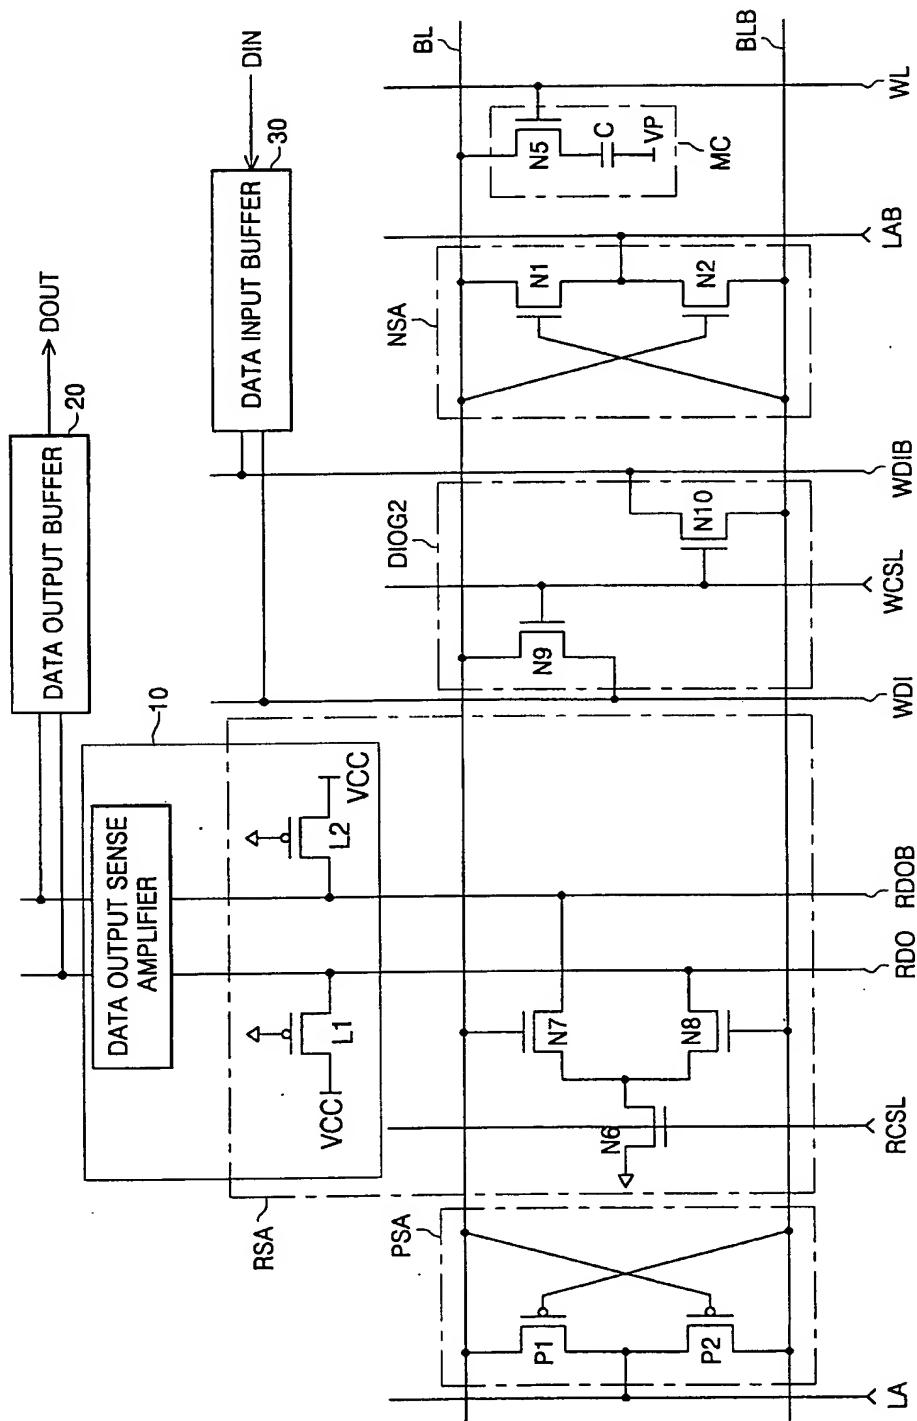 DATA OUTPUT BUFFER
20
DOUT
DATA INPUT BUFFER
30
DIN
10
DATA OUTPUT SENSE
AMPLIFIER
VCC
L1
L2
VCC
RSA
PSA
P1
P2
LA
N6
N7
N8
RCSL
RDO
RDOB
DIOG2
N9
N10
WDI
WCSL
WDIB
NSA
N1
N2
LAB
N5
C
VP
MC
WL
BL
BLB